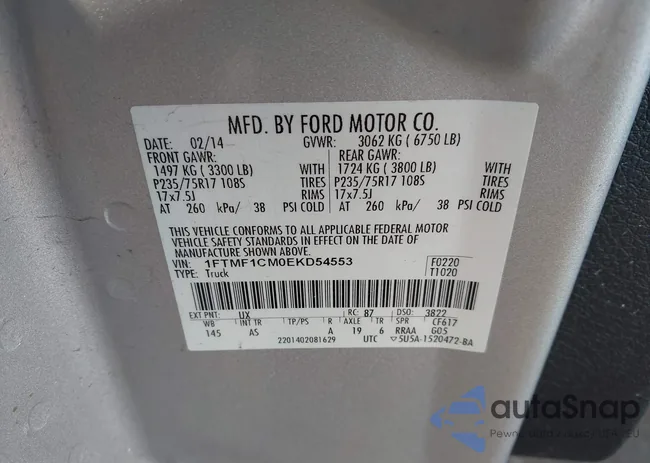 MFD. BY FORD MOTOR CO.
DATE: 02/14 GVWR: 3062 KG ( 6750 LB)
FRONT GAWR: REAR GAWR:
1497 KG ( 3300 LB) WITH 1724 KG ( 3800 LB) WITH
P235/75R17 108S TIRES P235/75R17 108S TIRES
17x7.5J RIMS 17x7.5J RIMS
AT 260 kPa/ 38 PSI COLD AT 260 kPa/ 38 PSI COLD
THIS VEHICLE CONFORMS TO ALL APPLICABLE FEDERAL MOTOR
VEHICLE SAFETY STANDARDS IN EFFECT ON THE DATE OF
MANUFACTURE SHOWN ABOVE.
VIN: 1FTMF1CM0EKD54553 F0220
TYPE: Truck T1020
EXT PNT: UX RC: 87 DSO: 3822
WB INT TR TP/PS R AXLE TR SPR CF617
145 AS A 19 6 RRAA GOS
2201402081629 UTC 5U5A-1520472-BA
autoSnap